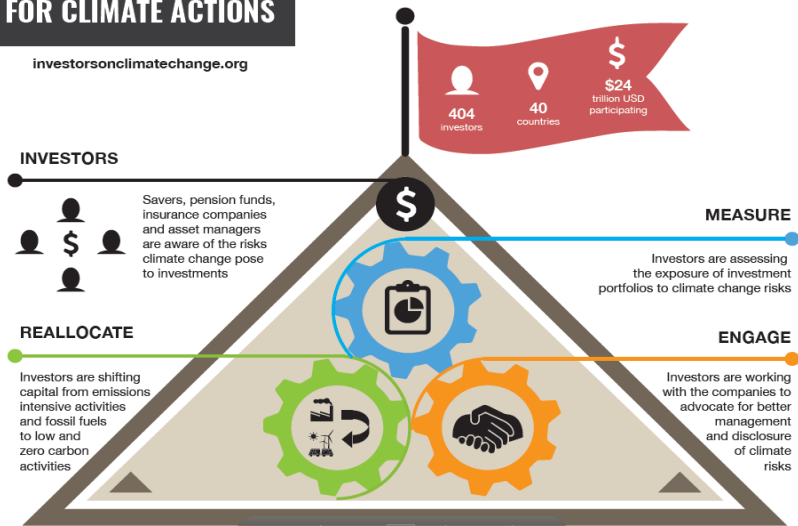 FOR CLIMATE ACTIONS
investorsonclimatechange.org
404
investors
40
countries
$24
trillion USD
participating
INVESTORS
Savers, pension funds,
insurance companies
and asset managers
are aware of the risks
climate change pose
to investments
MEASURE
Investors are assessing
the exposure of investment
portfolios to climate change risks
REALLOCATE
Investors are shifting
capital from emissions
intensive activities
and fossil fuels
to low and
zero carbon
activities
ENGAGE
Investors are working
with the companies to
advocate for better
management
and disclosure
of climate
risks